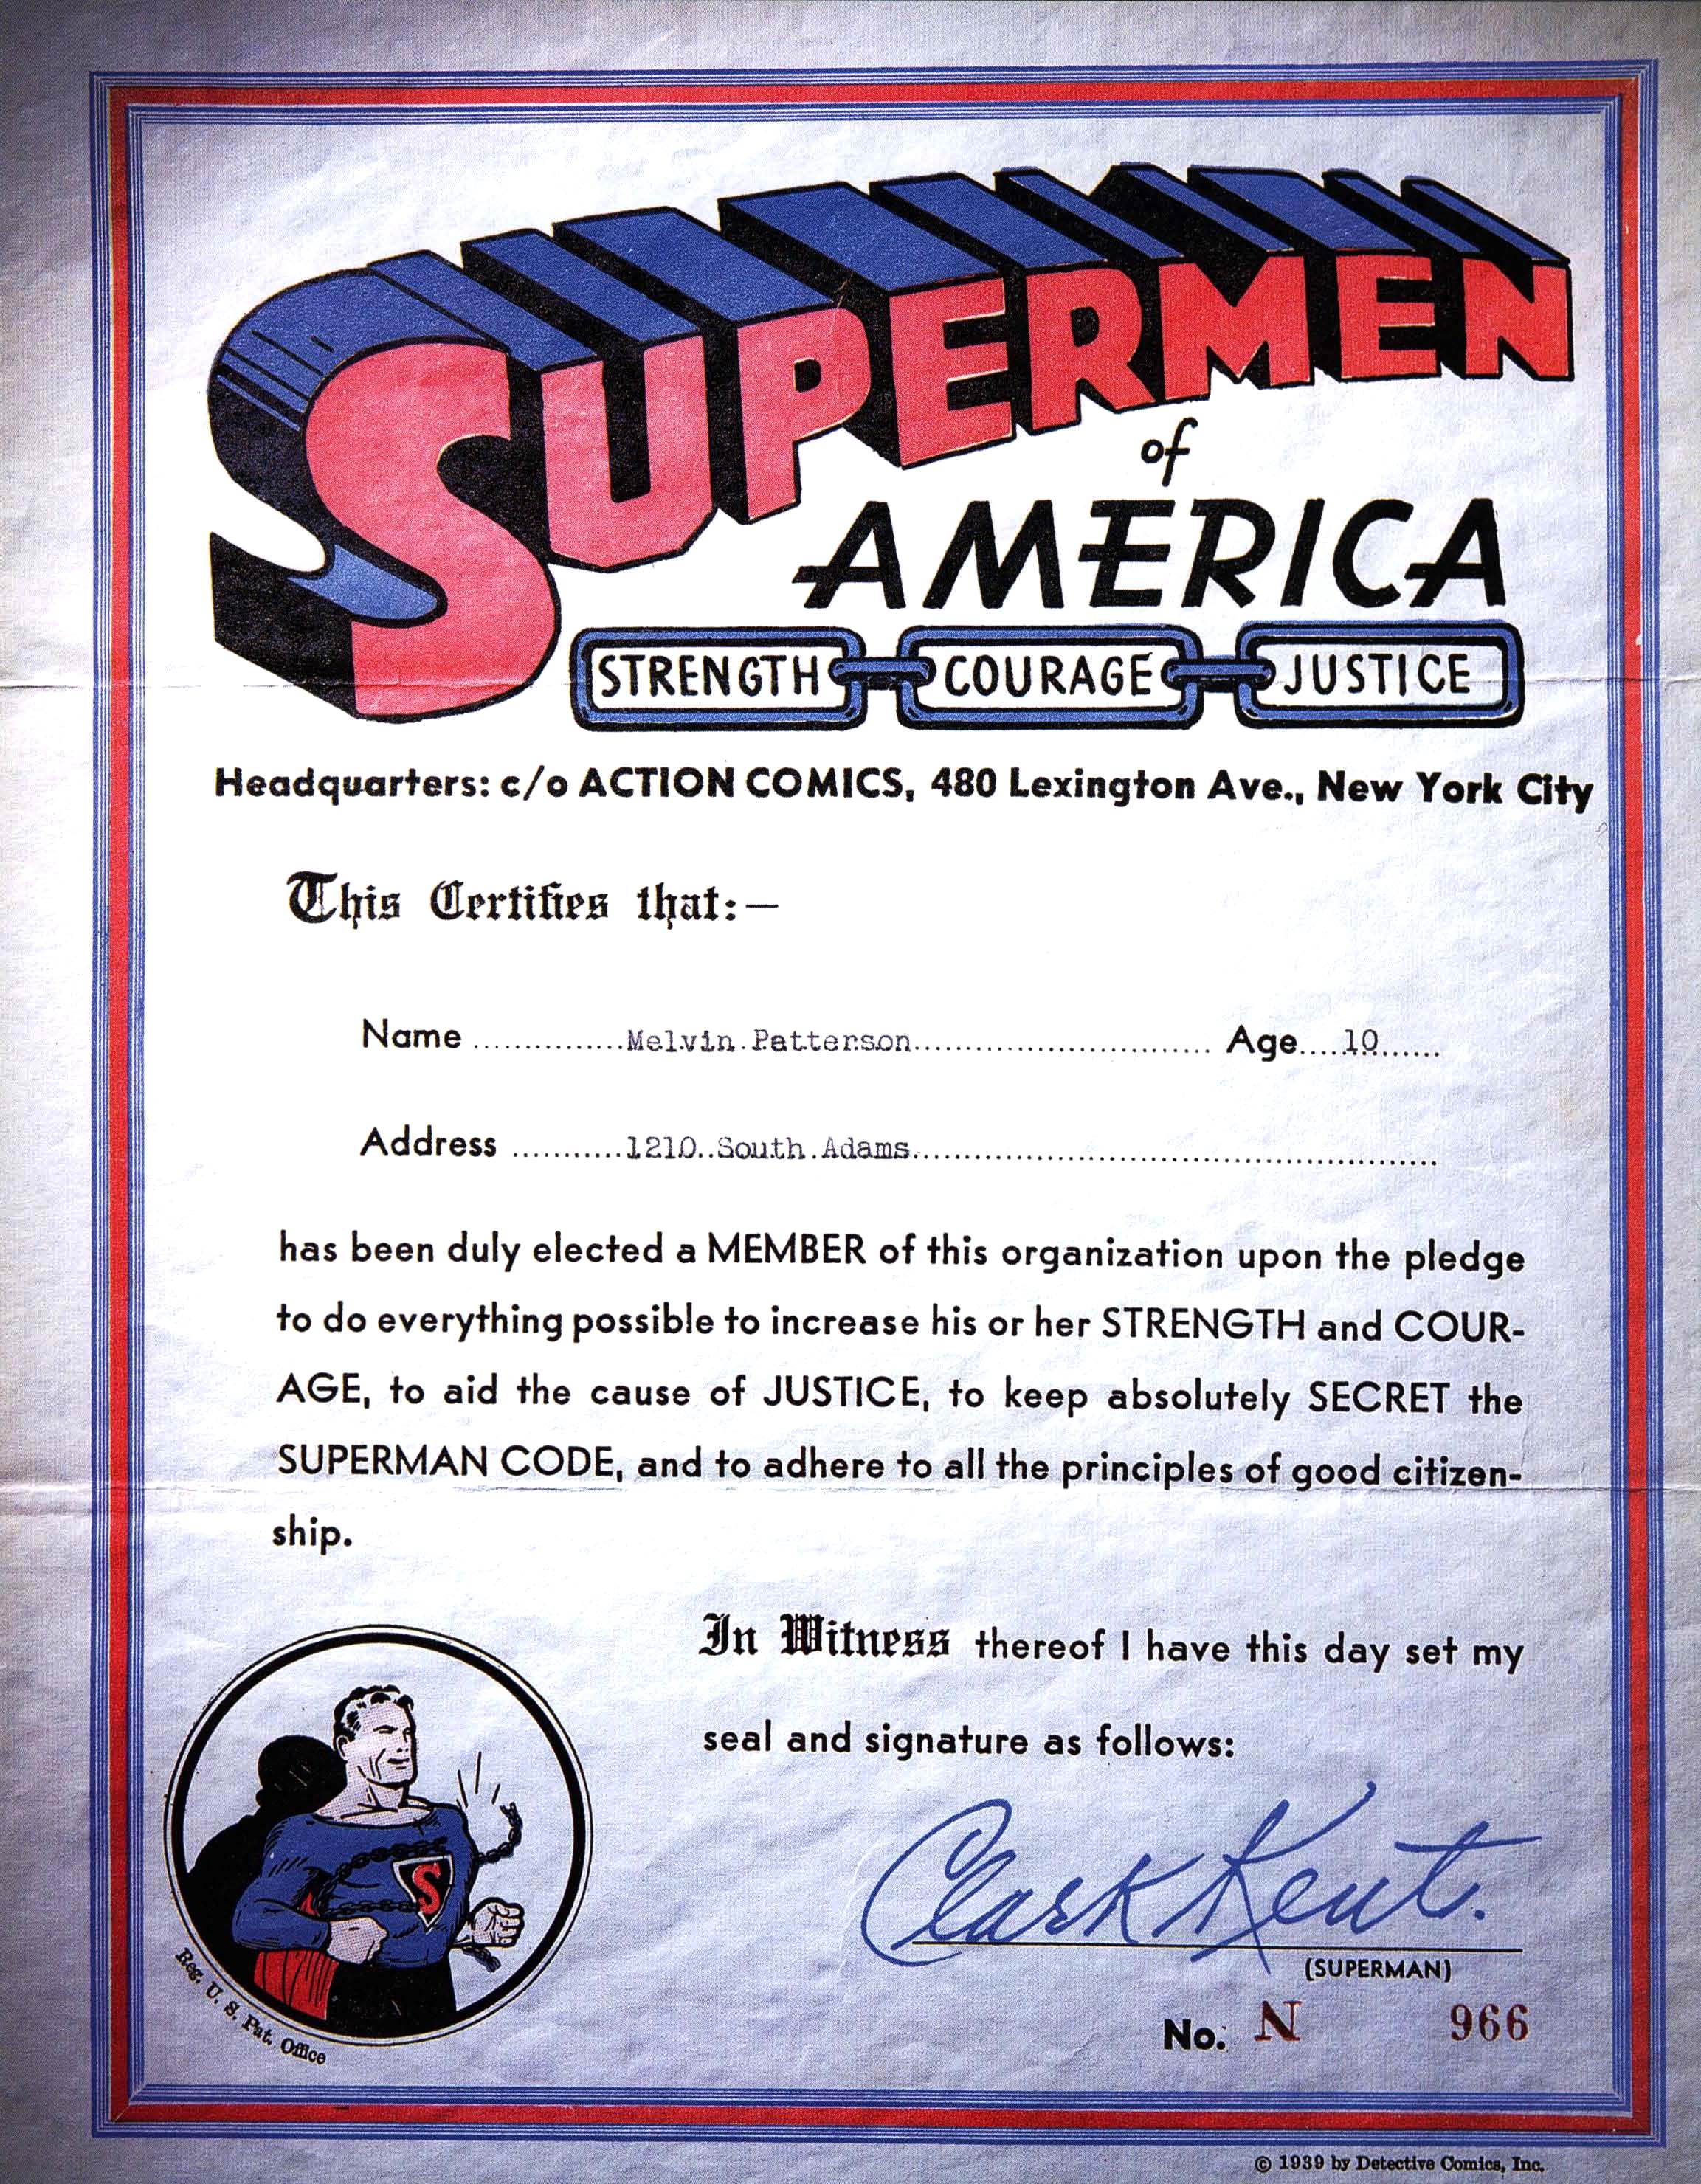 SUPERMEN
of
AMERICA
STRENGTH COURAGE JUSTICE
Headquarters: c/o ACTION COMICS, 480 Lexington Ave., New York City
This Certifies that:—
Name ...............Melvin Patterson.............................. Age.....10......
Address ...........1210 South Adams.....................................................
has been duly elected a MEMBER of this organization upon the pledge
to do everything possible to increase his or her STRENGTH and COUR-
AGE, to aid the cause of JUSTICE, to keep absolutely SECRET the
SUPERMAN CODE, and to adhere to all the principles of good citizen-
ship.
In Witness thereof I have this day set my
seal and signature as follows:
Clark Kent.
(SUPERMAN)
No. N 966
S
Reg. U. S. Pat. Office
© 1939 by Detective Comics, Inc.